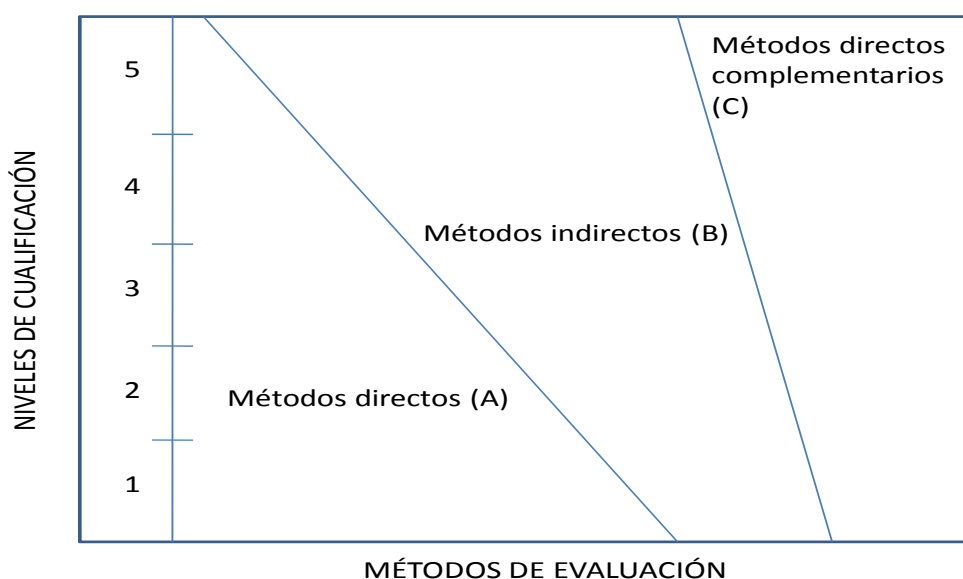 Métodos directos
complementarios
(C)
5
4
Métodos indirectos (B)
3
2
Métodos directos (A)
1
NIVELES DE CUALIFICACIÓN
MÉTODOS DE EVALUACIÓN